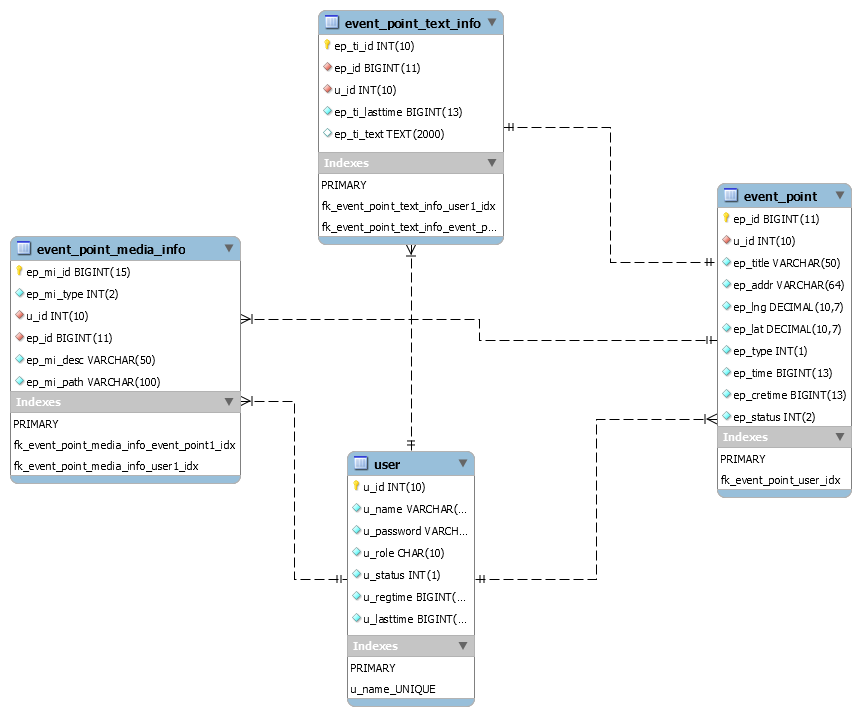 event_point_text_info
ep_ti_id INT(10)
ep_id BIGINT(11)
u_id INT(10)
ep_ti_lasttime BIGINT(13)
ep_ti_text TEXT(2000)
Indexes
PRIMARY
fk_event_point_text_info_user1_idx
fk_event_point_text_info_event_p...
event_point
ep_id BIGINT(11)
u_id INT(10)
ep_title VARCHAR(50)
ep_addr VARCHAR(64)
ep_lng DECIMAL(10,7)
ep_lat DECIMAL(10,7)
ep_type INT(1)
ep_time BIGINT(13)
ep_cretime BIGINT(13)
ep_status INT(2)
Indexes
PRIMARY
fk_event_point_user_idx
event_point_media_info
ep_mi_id BIGINT(15)
ep_mi_type INT(2)
u_id INT(10)
ep_id BIGINT(11)
ep_mi_desc VARCHAR(50)
ep_mi_path VARCHAR(100)
Indexes
PRIMARY
fk_event_point_media_info_event_point1_idx
fk_event_point_media_info_user1_idx
user
u_id INT(10)
u_name VARCHAR(...
u_password VARCH...
u_role CHAR(10)
u_status INT(1)
u_regtime BIGINT(...
u_lasttime BIGINT(...
Indexes
PRIMARY
u_name_UNIQUE